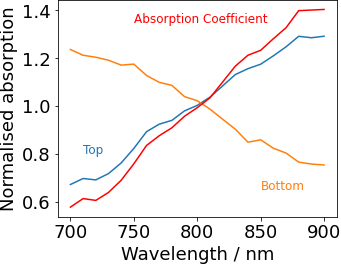 Normalised absorption
1.4
1.2
1.0
0.8
0.6
Absorption Coefficient
Top
Bottom
700 750 800 850 900
Wavelength / nm